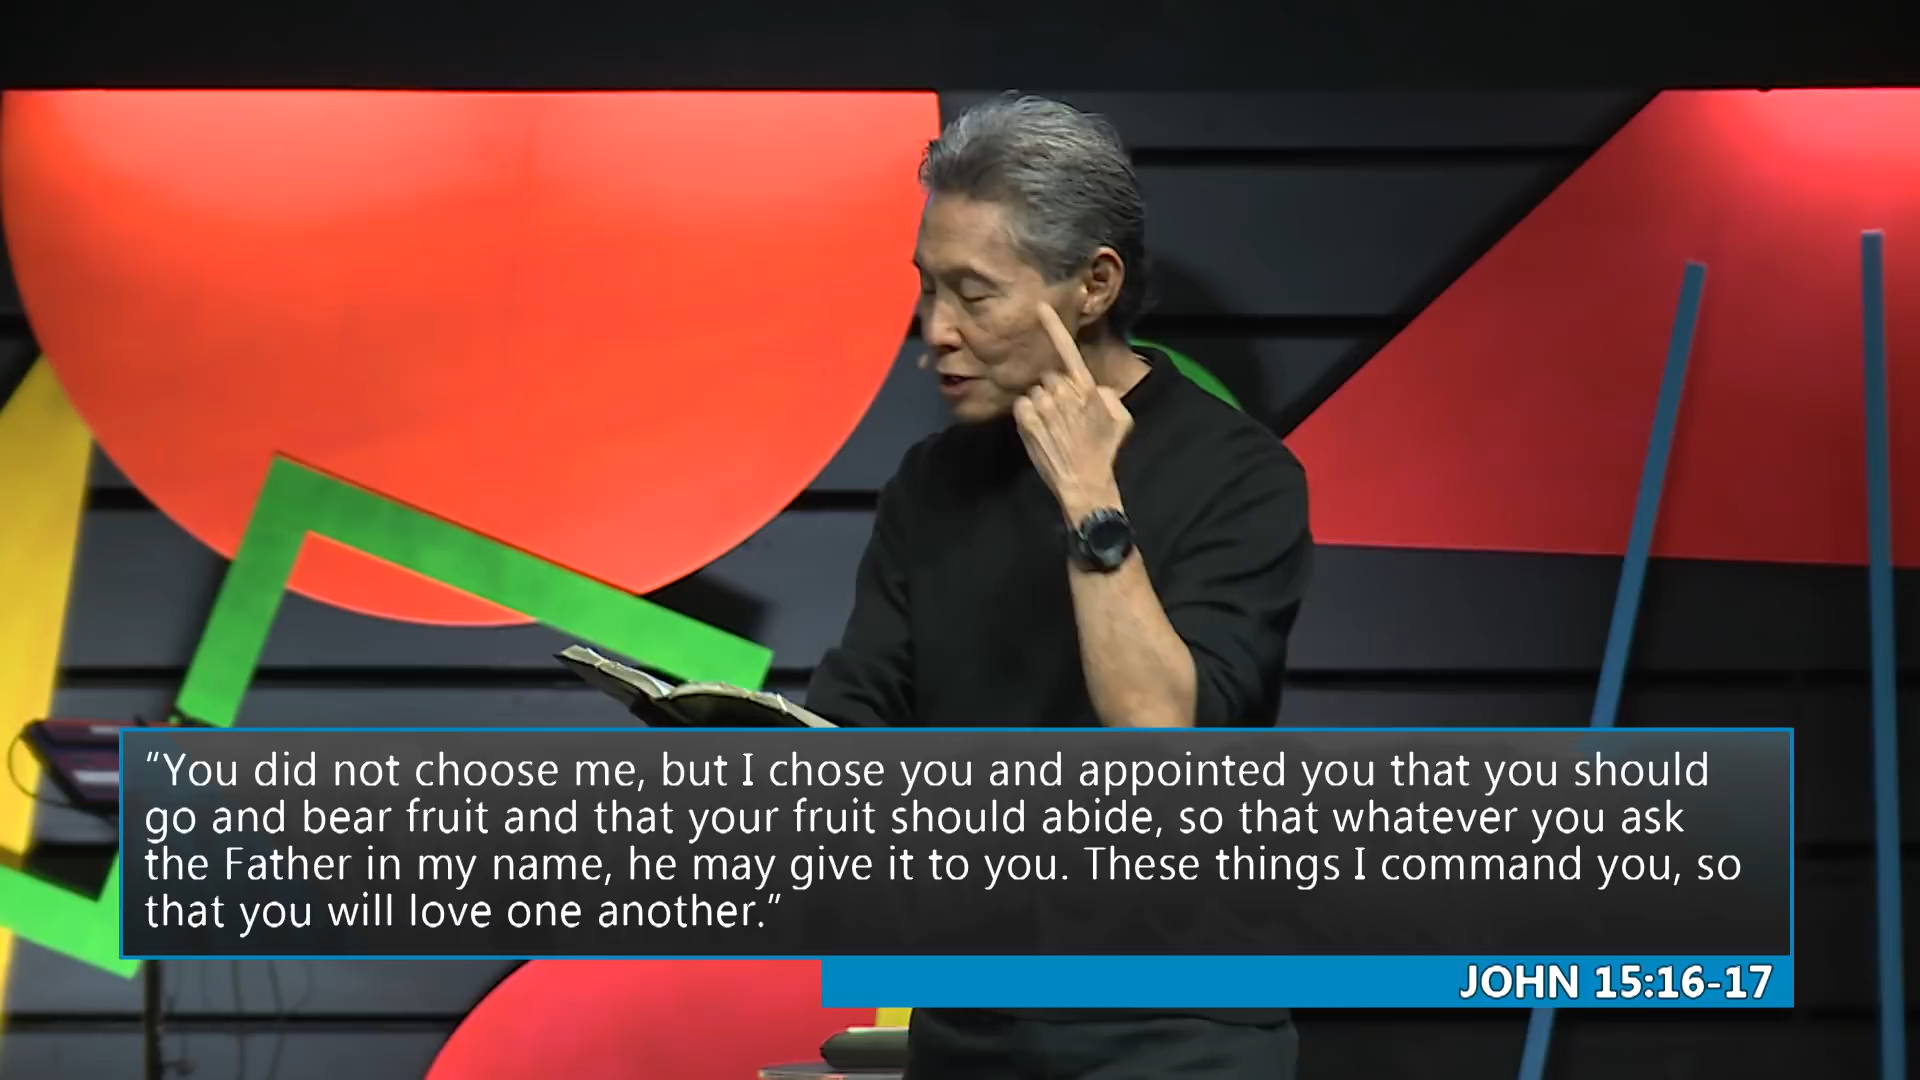 “You did not choose me, but I chose you and appointed you that you should
go and bear fruit and that your fruit should abide, so that whatever you ask
the Father in my name, he may give it to you. These things I command you, so
that you will love one another.”
JOHN 15:16-17